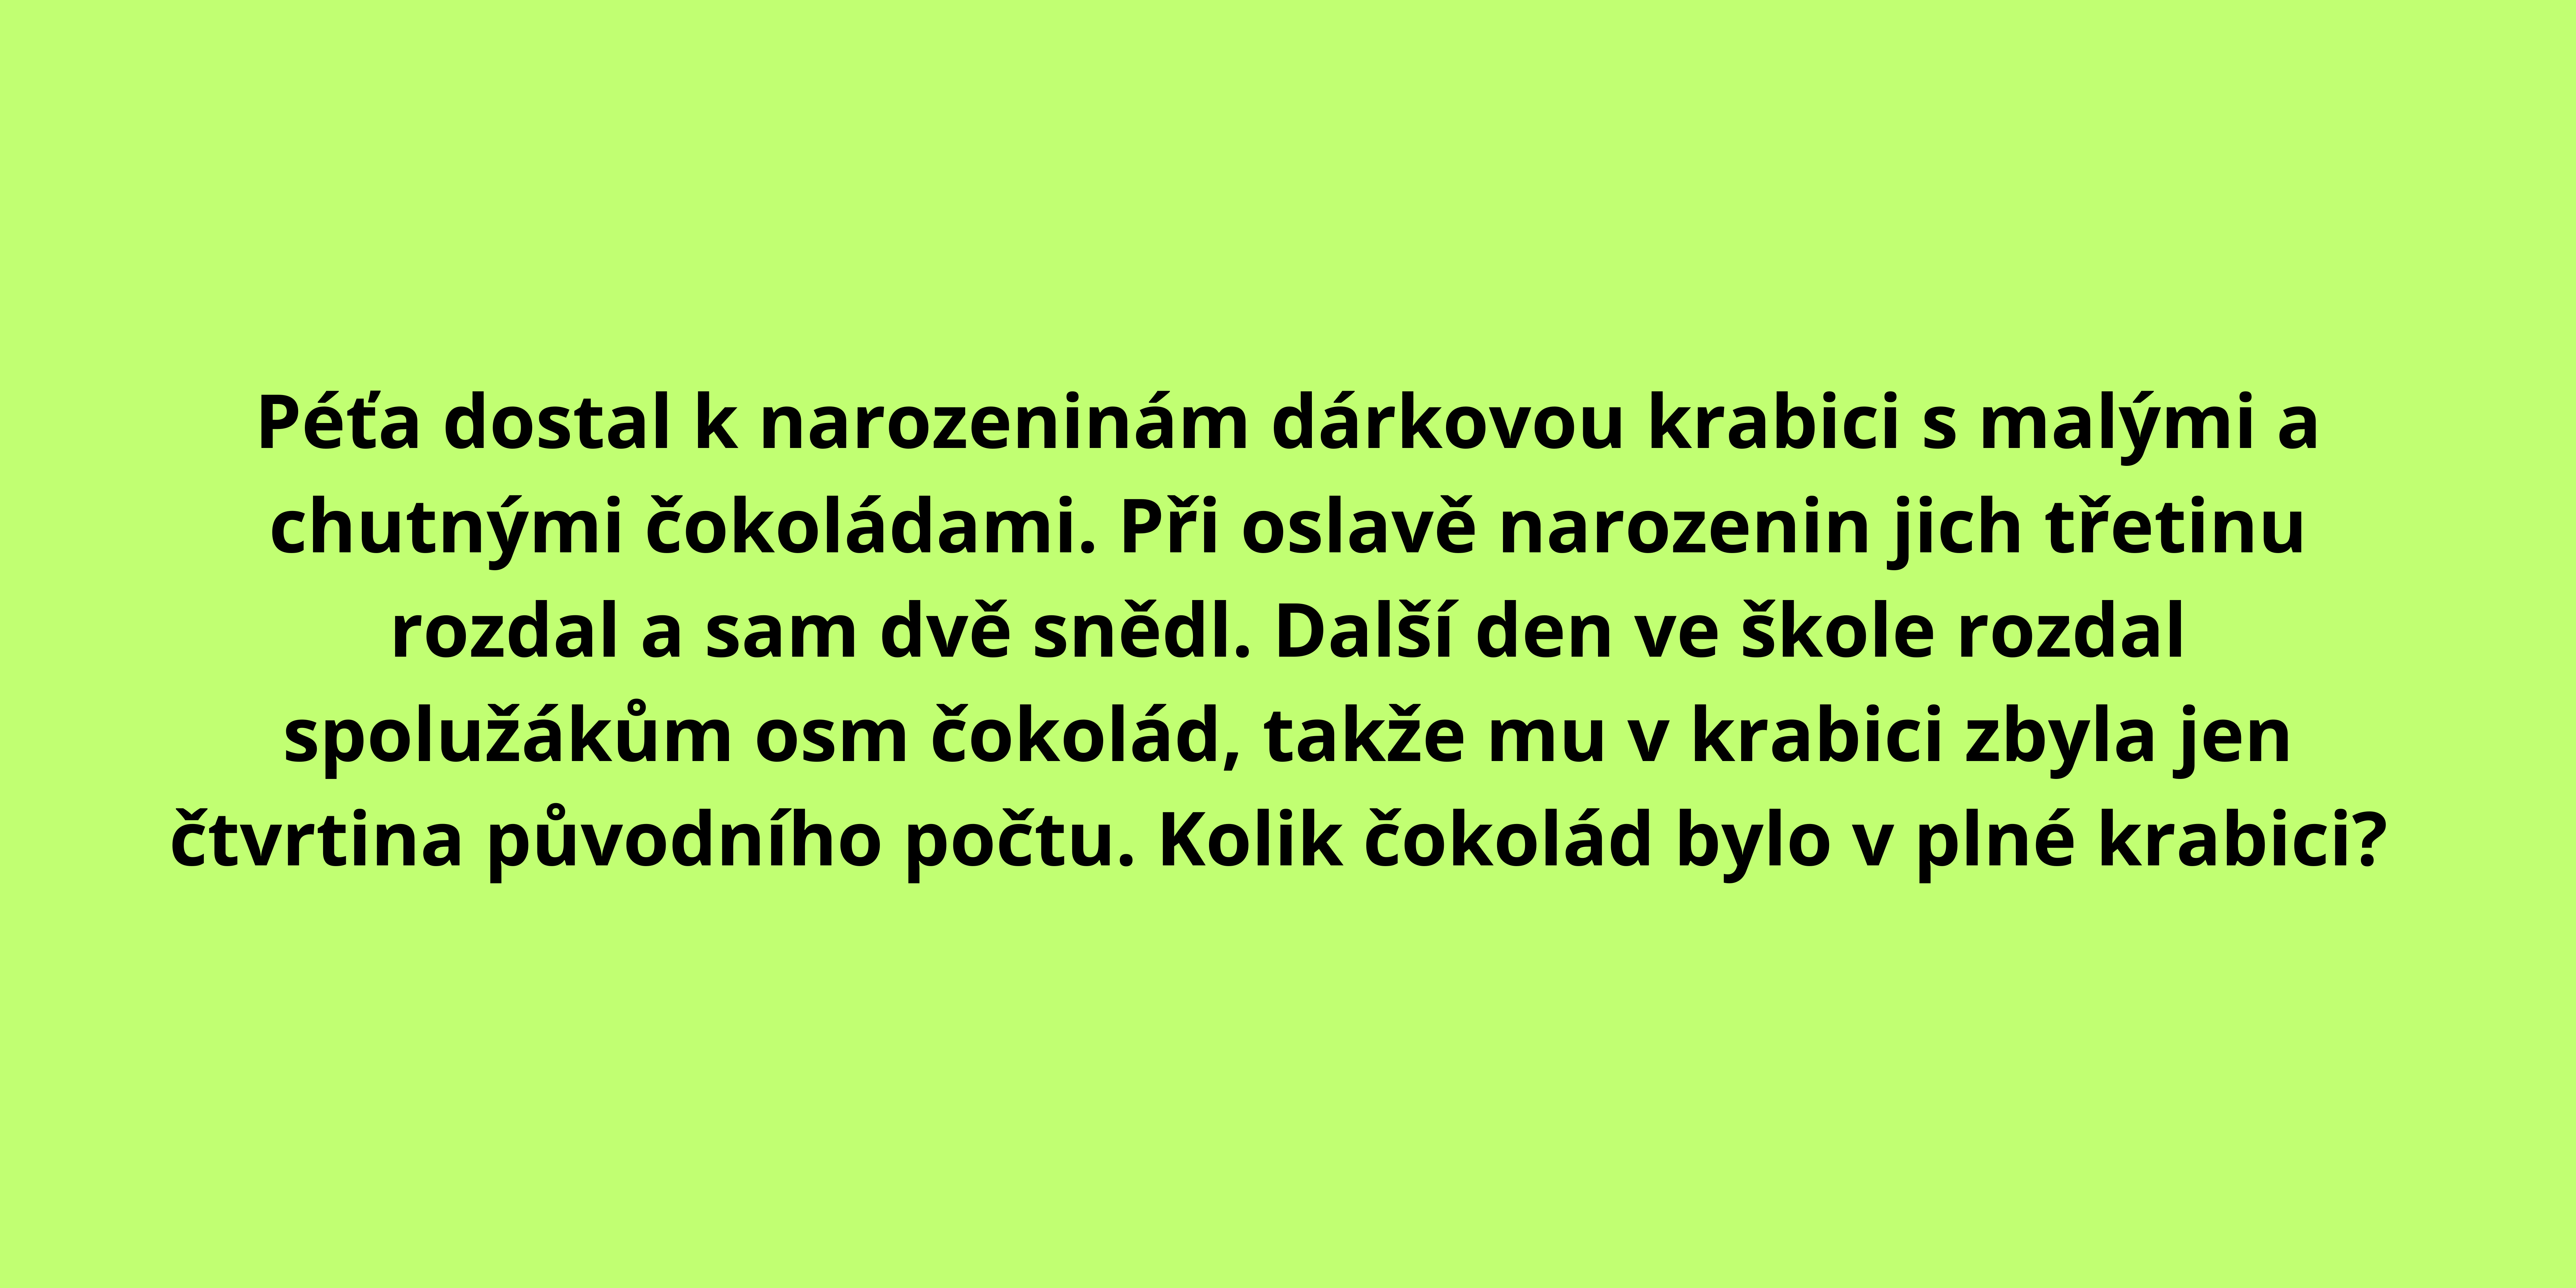 Péťa dostal k narozeninám dárkovou krabici s malými a
chutnými čokoládami. Při oslavě narozenin jich třetinu
rozdal a sam dvě snědl. Další den ve škole rozdal
spolužákům osm čokolád, takže mu v krabici zbyla jen
čtvrtina původního počtu. Kolik čokolád bylo v plné krabici?